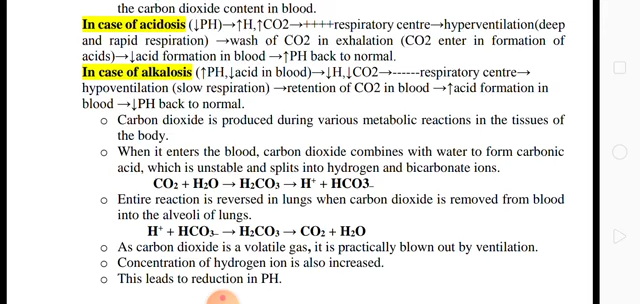 the carbon dioxide content in blood.
In case of acidosis (↓PH)→↑H,↑CO2→++++respiratory centre→hyperventilation(deep
and rapid respiration) →wash of CO2 in exhalation (CO2 enter in formation of
acids)→↓acid formation in blood →↑PH back to normal.
In case of alkalosis (↑PH,↓acid in blood)→↓H,↓CO2→------respiratory centre→
hypoventilation (slow respiration) →retention of CO2 in blood →↑acid formation in
blood →↓PH back to normal.
o Carbon dioxide is produced during various metabolic reactions in the tissues of
the body.
o When it enters the blood, carbon dioxide combines with water to form carbonic
acid, which is unstable and splits into hydrogen and bicarbonate ions.
CO₂ + H₂O → H₂CO₃ → H⁺ + HCO3-
o Entire reaction is reversed in lungs when carbon dioxide is removed from blood
into the alveoli of lungs.
H⁺ + HCO₃- → H₂CO₃ → CO₂ + H₂O
o As carbon dioxide is a volatile gas, it is practically blown out by ventilation.
o Concentration of hydrogen ion is also increased.
o This leads to reduction in PH.